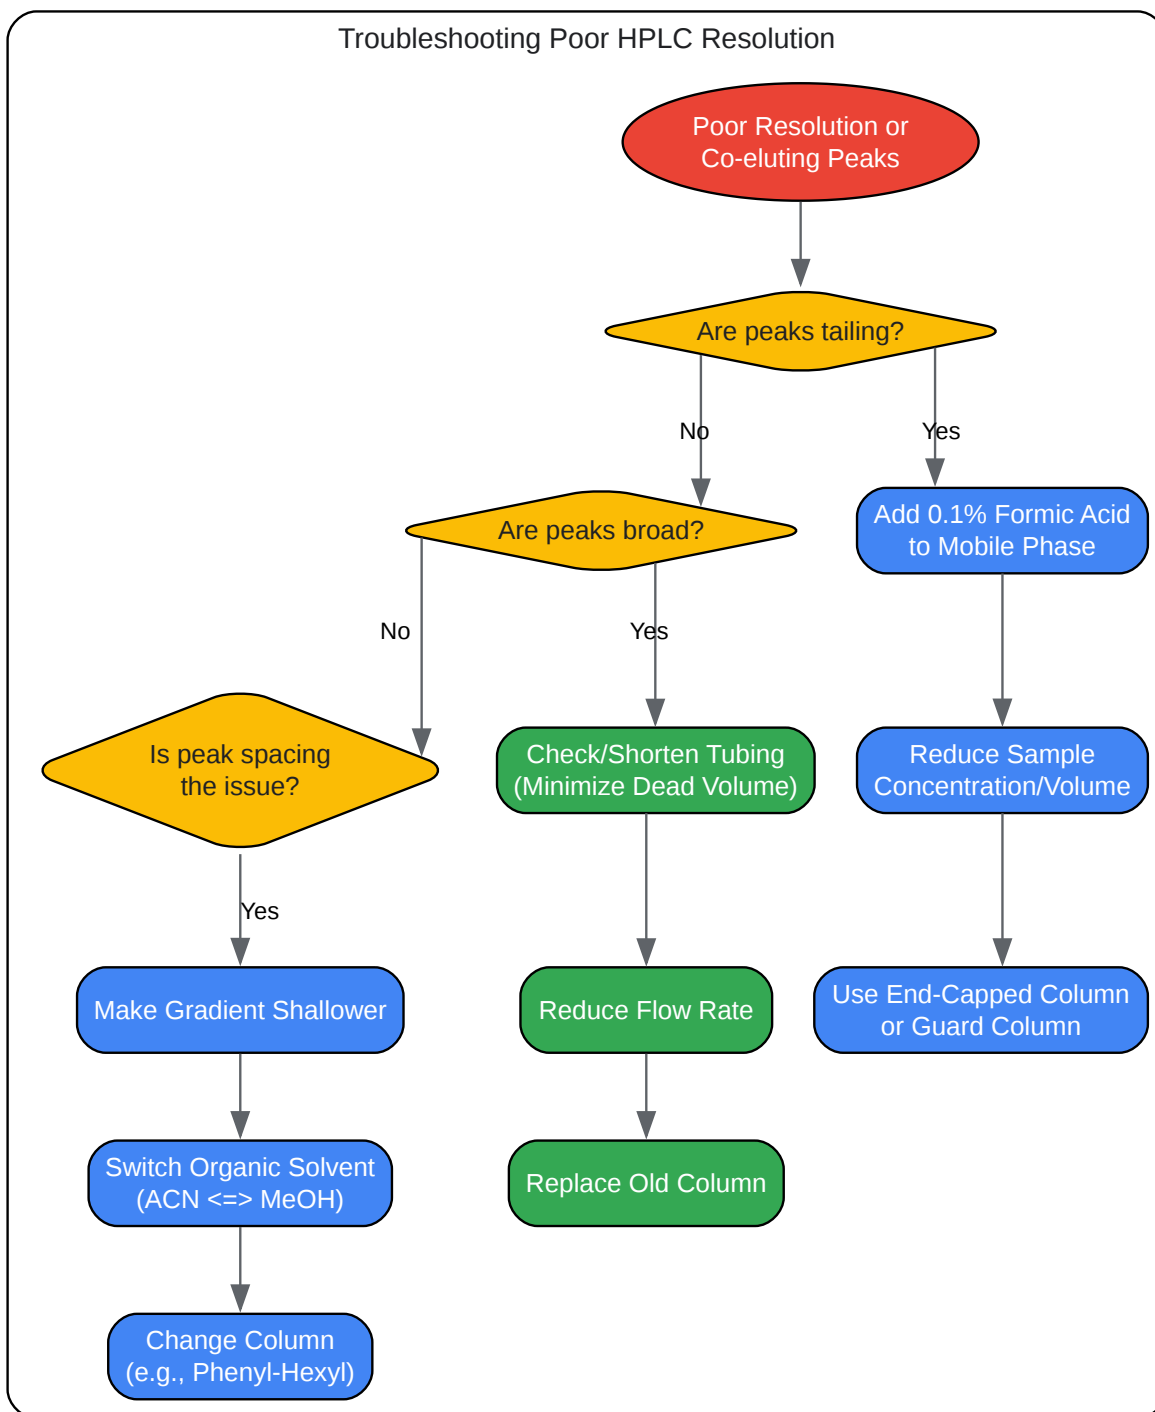 Troubleshooting Poor HPLC Resolution
Poor Resolution or
Co-eluting Peaks
Are peaks tailing?
No
Yes
Are peaks broad?
Add 0.1% Formic Acid
to Mobile Phase
No
Yes
Is peak spacing
the issue?
Check/Shorten Tubing
(Minimize Dead Volume)
Reduce Sample
Concentration/Volume
Yes
Make Gradient Shallower
Reduce Flow Rate
Use End-Capped Column
or Guard Column
Switch Organic Solvent
(ACN <=> MeOH)
Replace Old Column
Change Column
(e.g., Phenyl-Hexyl)